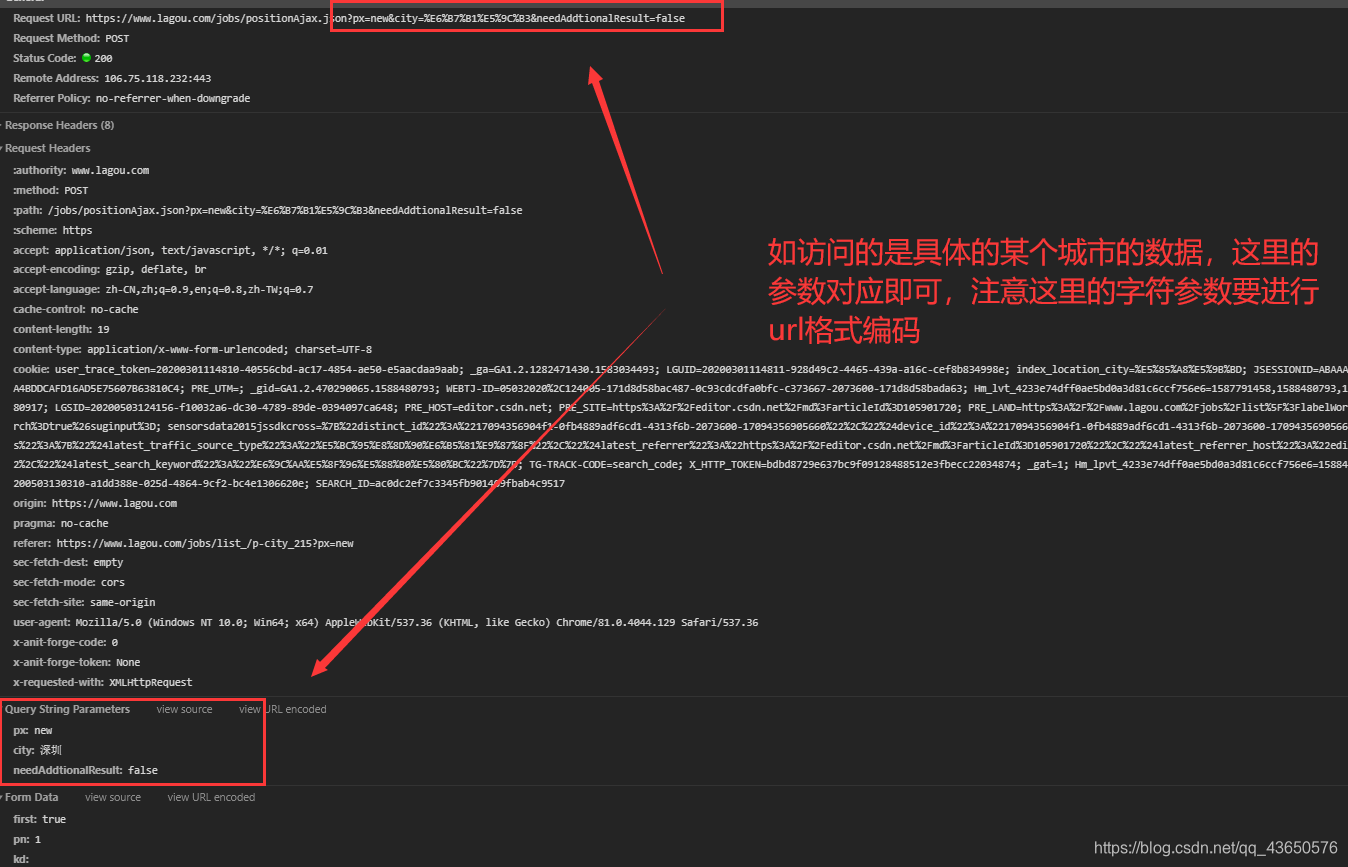 General
Request URL: https://www.lagou.com/jobs/positionAjax.json?px=new&city=%E6%B7%B1%E5%9C%B3&needAddtionalResult=false
Request Method: POST
Status Code: 200
Remote Address: 106.75.118.232:443
Referrer Policy: no-referrer-when-downgrade
Response Headers (8)
Request Headers
:authority: www.lagou.com
:method: POST
:path: /jobs/positionAjax.json?px=new&city=%E6%B7%B1%E5%9C%B3&needAddtionalResult=false
:scheme: https
accept: application/json, text/javascript, */*; q=0.01
accept-encoding: gzip, deflate, br
accept-language: zh-CN,zh;q=0.9,en;q=0.8,zh-TW;q=0.7
cache-control: no-cache
content-length: 19
content-type: application/x-www-form-urlencoded; charset=UTF-8
如访问的是具体的某个城市的数据，这里的
参数对应即可，注意这里的字符参数要进行
url格式编码
cookie: user_trace_token=20200301114810-40556cbd-ac17-4854-ae50-e5aacdaa9aab; _ga=GA1.2.1282471430.1583034493; LGUID=20200301114811-928d49c2-4465-439a-a16c-cef8b834998e; index_location_city=%E5%85%A8%E5%9B%BD; JSESSIONID=ABAAA
A4BDDCAFD16AD5E75607B63810C4; PRE_UTM=; _gid=GA1.2.470290065.1588480793; WEBTJ-ID=05032020%2C124005-171d8d58bac487-0c93cdcdfa0bfc-c373667-2073600-171d8d58bada63; Hm_lvt_4233e74dff0ae5bd0a3d81c6ccf756e6=1587791458,1588480793,1
80917; LGSID=20200503124156-f10032a6-dc30-4789-89de-0394097ca648; PRE_HOST=editor.csdn.net; PRE_SITE=https%3A%2F%2Feditor.csdn.net%2Fmd%3FarticleId%3D105901720; PRE_LAND=https%3A%2F%2Fwww.lagou.com%2Fjobs%2Flist%5F%3FlabelWor
rch%3Dtrue%26suginput%3D; sensorsdata2015jssdkcross=%7B%22distinct_id%22%3A%2217094356904f1-0fb4889adf6cd1-4313f6b-2073600-17094356905660%22%2C%22%24device_id%22%3A%2217094356904f1-0fb4889adf6cd1-4313f6b-2073600-170943569056
s%22%3A%7B%22%24latest_traffic_source_type%22%3A%22%E5%BC%95%E8%8D%90%E6%B5%81%E9%87%8F%22%2C%22%24latest_referrer%22%3A%22https%3A%2F%2Feditor.csdn.net%2Fmd%3FarticleId%3D105901720%22%2C%22%24latest_referrer_host%22%3A%22edi
2%2C%22%24latest_search_keyword%22%3A%22%E6%9C%AA%E5%8F%96%E5%88%B0%E5%80%BC%22%7D%7D; TG-TRACK-CODE=search_code; X_HTTP_TOKEN=bdbd8729e637bc9f09128488512e3fbecc22034874; _gat=1; Hm_lpvt_4233e74dff0ae5bd0a3d81c6ccf756e6=15884
200503130310-a1dd388e-025d-4864-9cf2-bc4e1306620e; SEARCH_ID=ac0dc2ef7c3345fb901409fbab4c9517
origin: https://www.lagou.com
pragma: no-cache
referer: https://www.lagou.com/jobs/list_/p-city_215?px=new
sec-fetch-dest: empty
sec-fetch-mode: cors
sec-fetch-site: same-origin
user-agent: Mozilla/5.0 (Windows NT 10.0; Win64; x64) AppleWebKit/537.36 (KHTML, like Gecko) Chrome/81.0.4044.129 Safari/537.36
x-anit-forge-code: 0
x-anit-forge-token: None
x-requested-with: XMLHttpRequest
Query String Parameters view source view URL encoded
px: new
city: 深圳
needAddtionalResult: false
Form Data view source view URL encoded
first: true
pn: 1
kd:
https://blog.csdn.net/qq_43650576